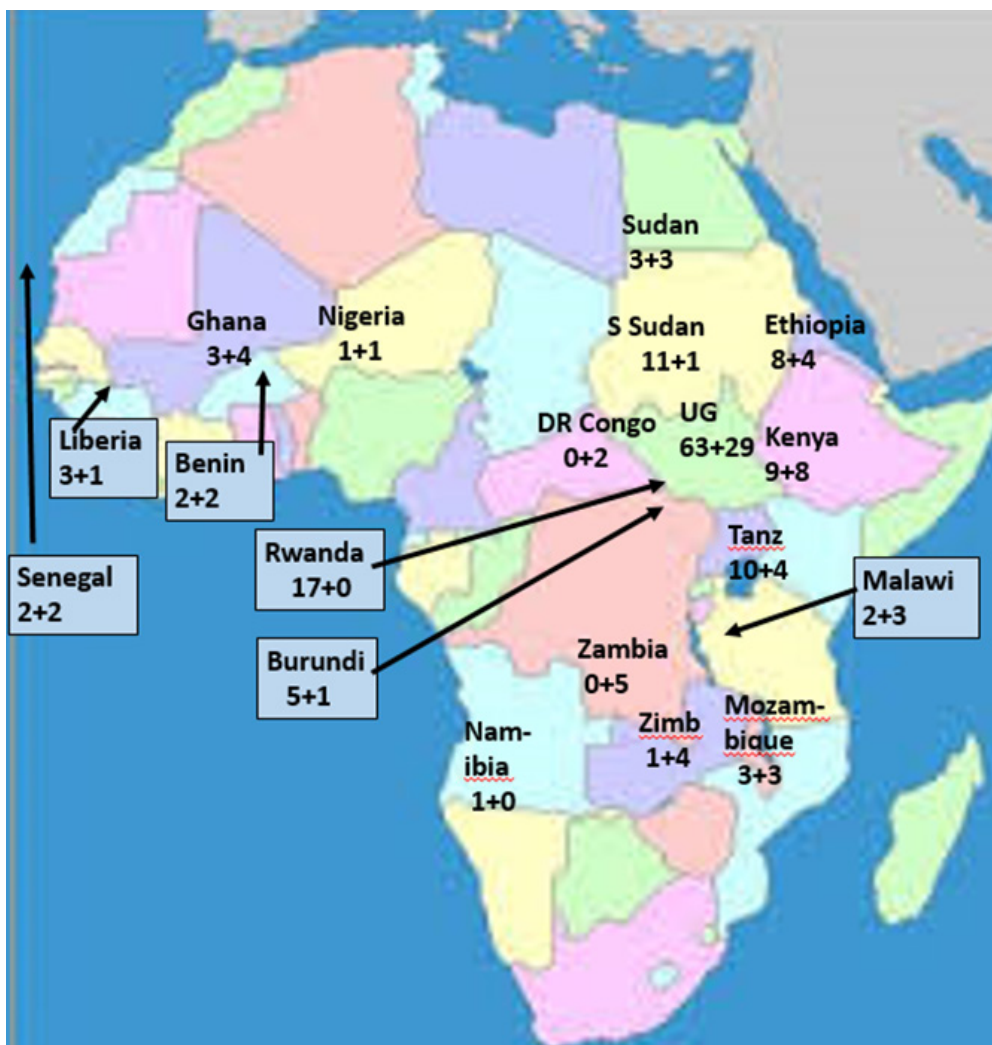 Sudan
3+3
Ghana
3+4
Nigeria
1+1
S Sudan
11+1
Ethiopia
8+4
Liberia
3+1
Benin
2+2
DR Congo
0+2
UG
63+29
Kenya
9+8
Senegal
2+2
Rwanda
17+0
Tanz
10+4
Malawi
2+3
Burundi
5+1
Zambia
0+5
Nam-
ibia
1+0
Zimb
1+4
Mozam-
bique
3+3